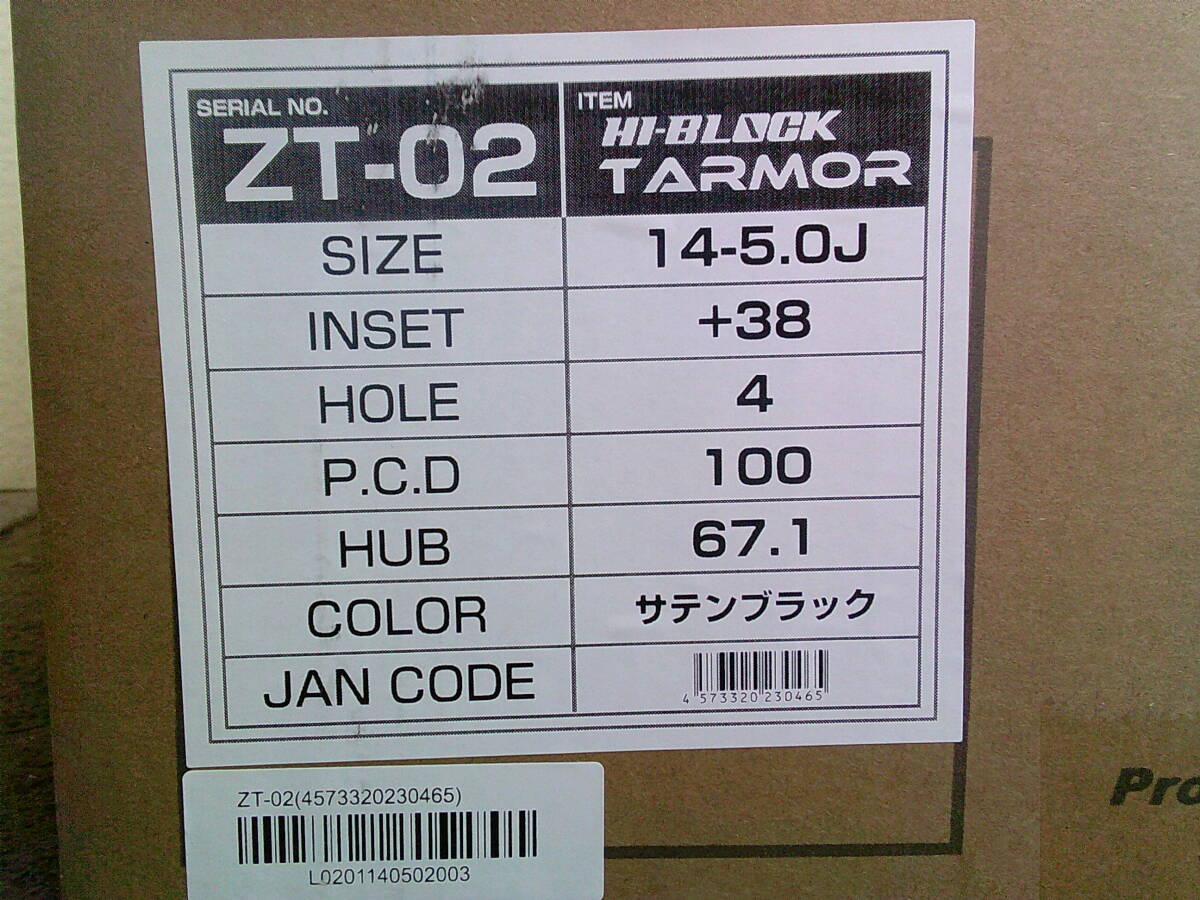 SERIAL NO.
ZT-02
ITEM
HI-BLOCK
TARMOR
SIZE 14-5.0J
INSET +38
HOLE 4
P.C.D 100
HUB 67.1
COLOR サテンブラック
JAN CODE
4 573320 230465
ZT-02(4573320230465)
L0201140502003
Pro